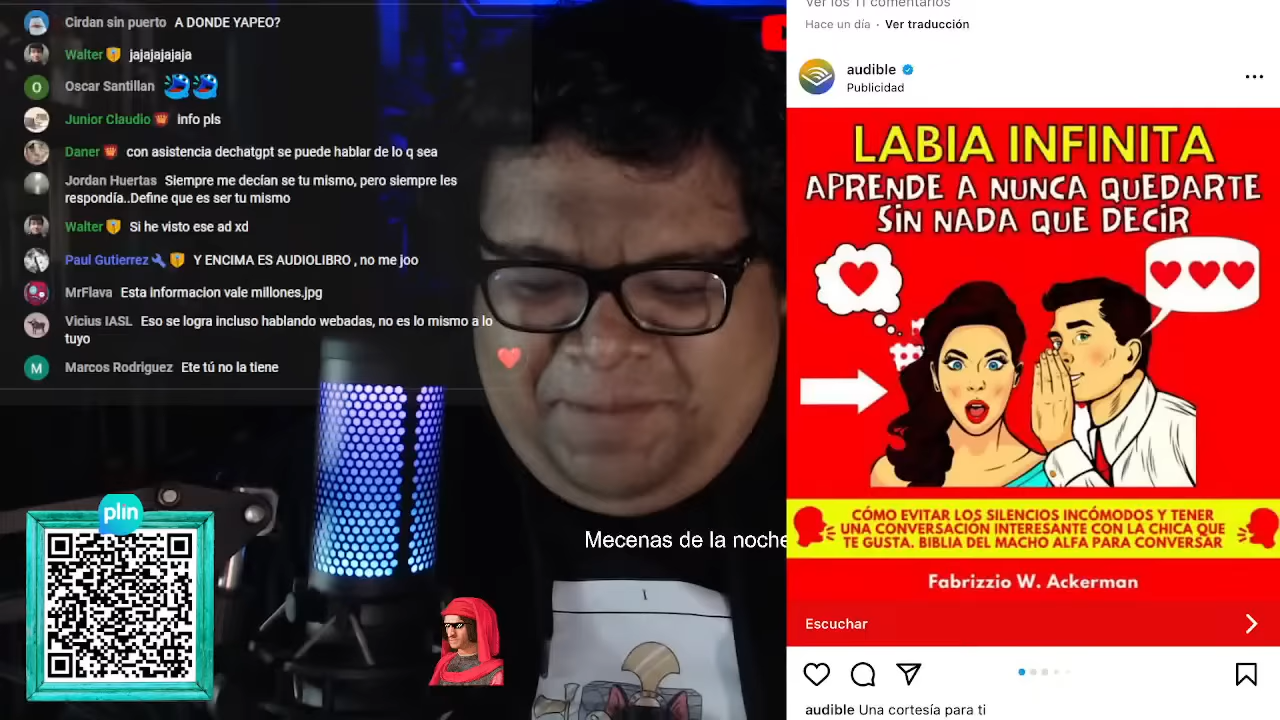 Cirdan sin puerto A DONDE YAPEO?
Walter jajajajajaja
O Oscar Santillan
Junior Claudio info pls
Daner con asistencia dechatgpt se puede hablar de lo q sea
Jordan Huertas Siempre me decían se tu mismo, pero siempre les
respondía..Define que es ser tu mismo
Walter Si he visto ese ad xd
Paul Gutierrez Y ENCIMA ES AUDIOLIBRO , no me joo
MrFlava Esta informacion vale millones.jpg
Vicius IASL Eso se logra incluso hablando webadas, no es lo mismo a lo
tuyo
M Marcos Rodriguez Ete tú no la tiene
plin
Mecenas de la noche
I
Ver los 11 comentarios
Hace un día · Ver traducción
audible
Publicidad
LABIA INFINITA
APRENDE A NUNCA QUEDARTE
SIN NADA QUE DECIR
CÓMO EVITAR LOS SILENCIOS INCÓMODOS Y TENER
UNA CONVERSACIÓN INTERESANTE CON LA CHICA QUE
TE GUSTA. BIBLIA DEL MACHO ALFA PARA CONVERSAR
Fabrizzio W. Ackerman
Escuchar
audible Una cortesía para ti